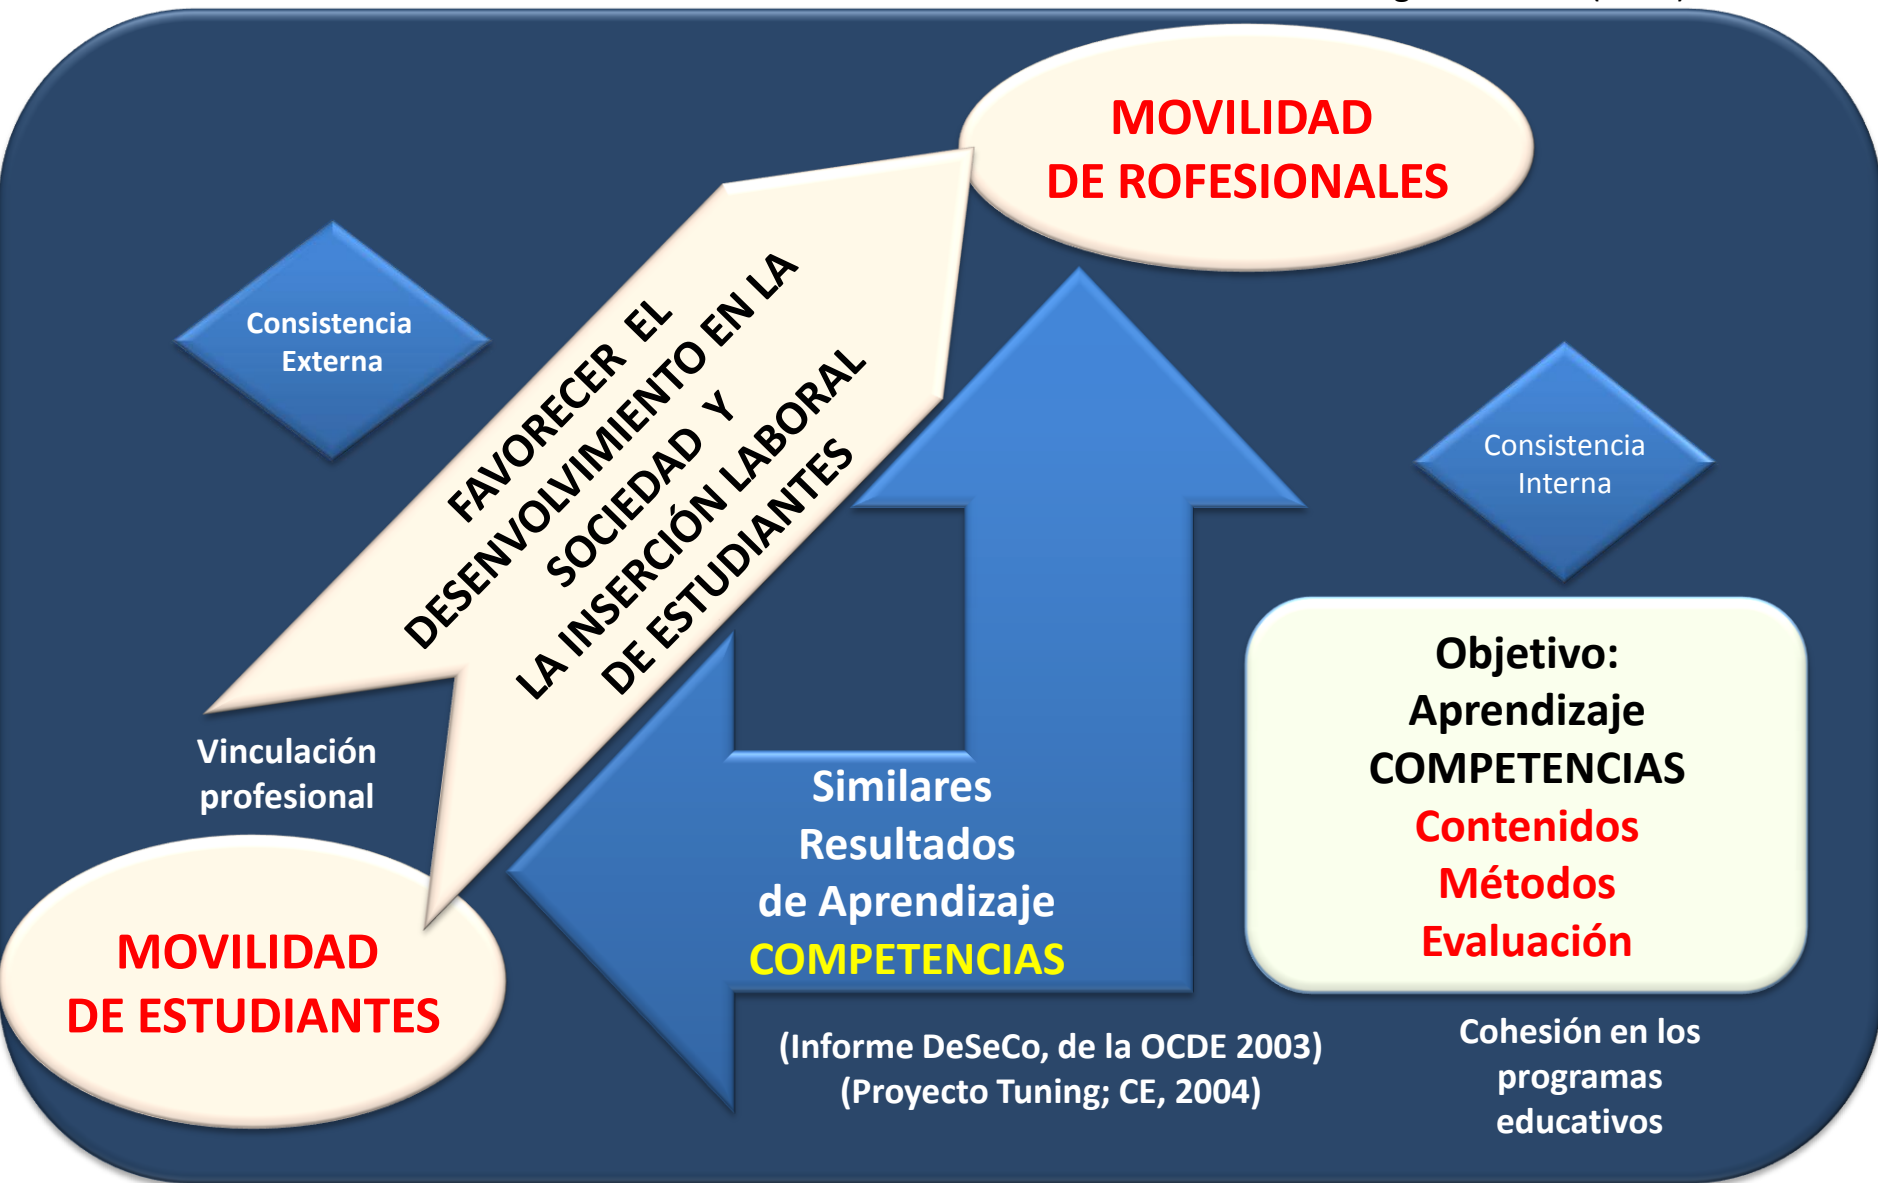 MOVILIDAD
DE ROFESIONALES
Consistencia
Externa
FAVORECER EL
DESENVOLVIMIENTO EN LA
SOCIEDAD Y
LA INSERCIÓN LABORAL
DE ESTUDIANTES
Consistencia
Interna
Vinculación
profesional
MOVILIDAD
DE ESTUDIANTES
Similares
Resultados
de Aprendizaje
COMPETENCIAS
Objetivo:
Aprendizaje
COMPETENCIAS
Contenidos
Métodos
Evaluación
(Informe DeSeCo, de la OCDE 2003)
(Proyecto Tuning; CE, 2004)
Cohesión en los
programas
educativos